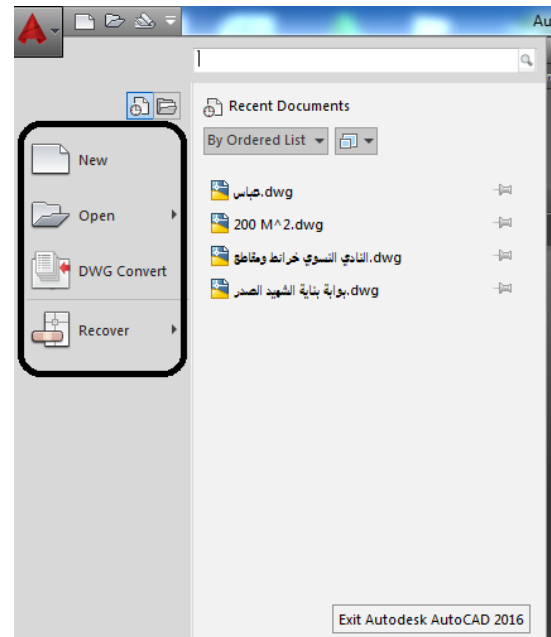 Au
Recent Documents
By Ordered List
New
Open
DWG Convert
Recover
عباس.dwg
200 M^2.dwg
النادي النسوي خرائط ومقاطع.dwg
بوابة بناية الشهيد الصدر.dwg
Exit Autodesk AutoCAD 2016